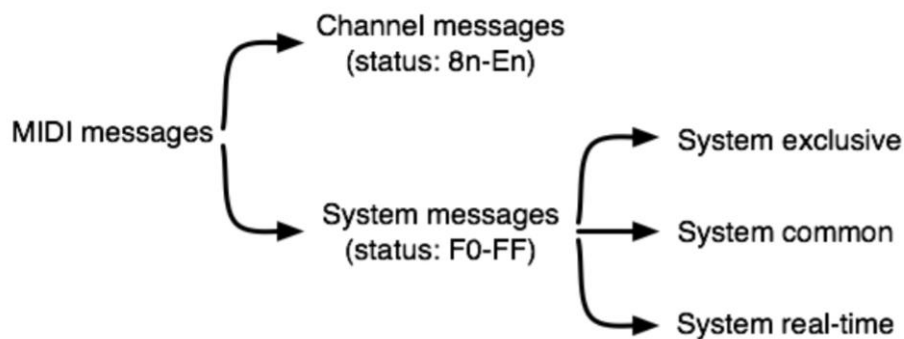 Channel messages
(status: 8n-En)
MIDI messages
System exclusive
System messages
(status: F0-FF)
System common
System real-time